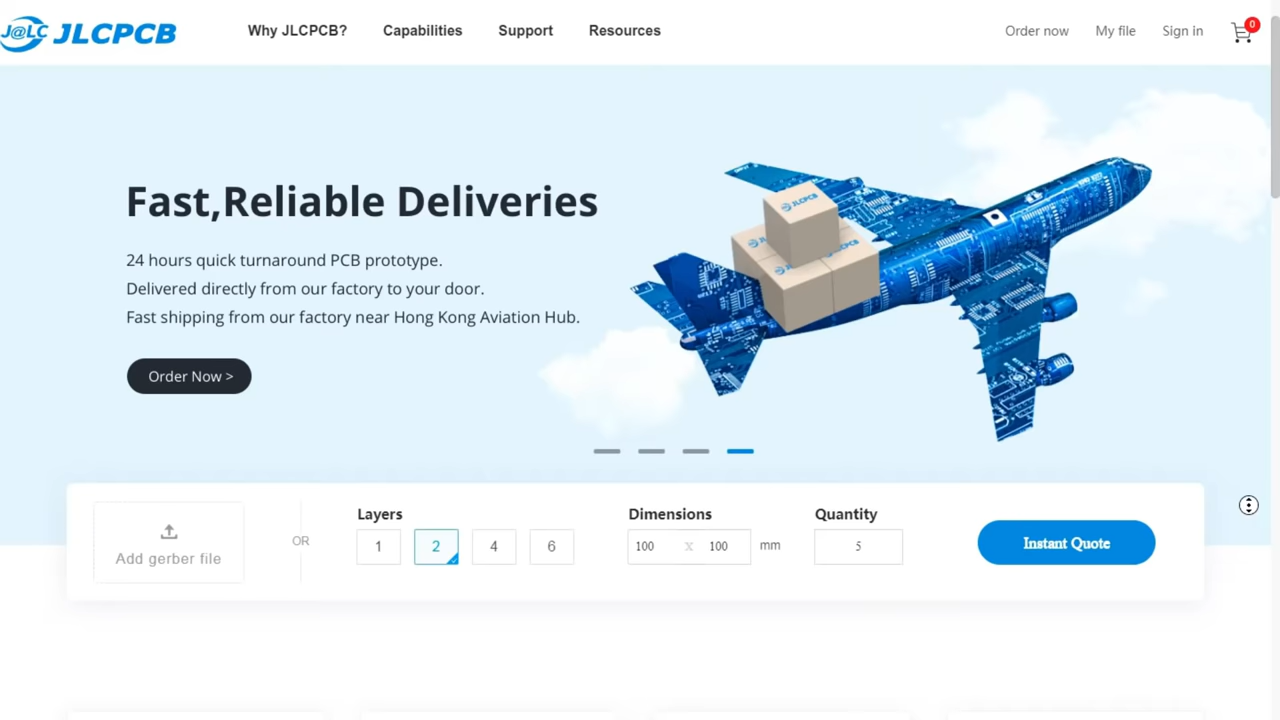 J@LC JLCPCB
Why JLCPCB? Capabilities Support Resources
Order now My file Sign in 0
Fast,Reliable Deliveries
24 hours quick turnaround PCB prototype.
Delivered directly from our factory to your door.
Fast shipping from our factory near Hong Kong Aviation Hub.
Order Now >
JLCPCB
JLCPCB
Layers
Dimensions
Quantity
Add gerber file
OR
1 2 4 6
100 x 100 mm
5
Instant Quote